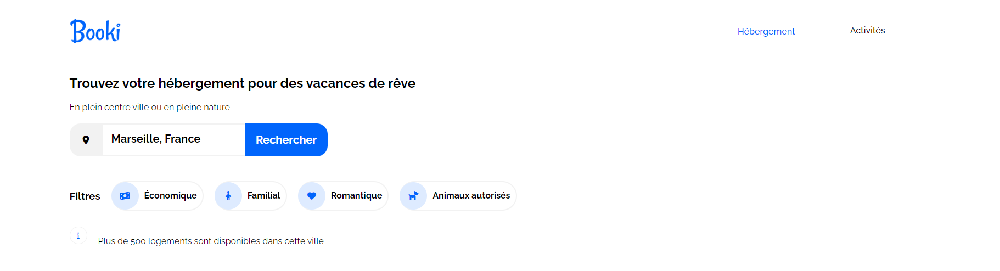 Booki
Hébergement
Activités
Trouvez votre hébergement pour des vacances de rêve
En plein centre ville ou en pleine nature
Marseille, France
Rechercher
Filtres
Économique
Familial
Romantique
Animaux autorisés
i
Plus de 500 logements sont disponibles dans cette ville